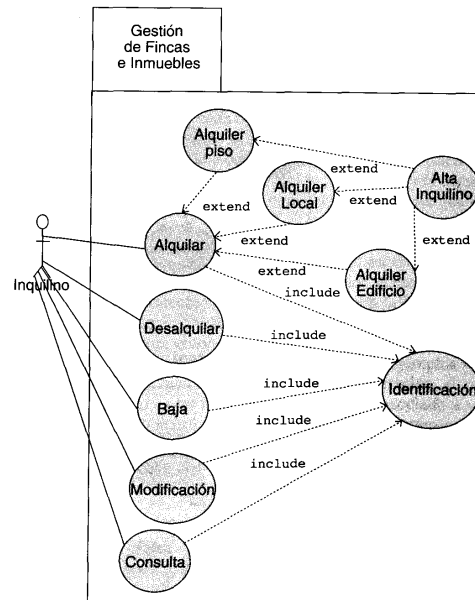 Gestión
de Fincas
e Inmuebles
Alquiler
piso
extend
Alta
Inquilino
Alquiler
Local
extend
extend
extend
extend
Alquilar
extend
Alquiler
Edificio
Inquilino
include
Desalquilar
include
Identificación
include
Baja
include
Modificación
include
Consulta